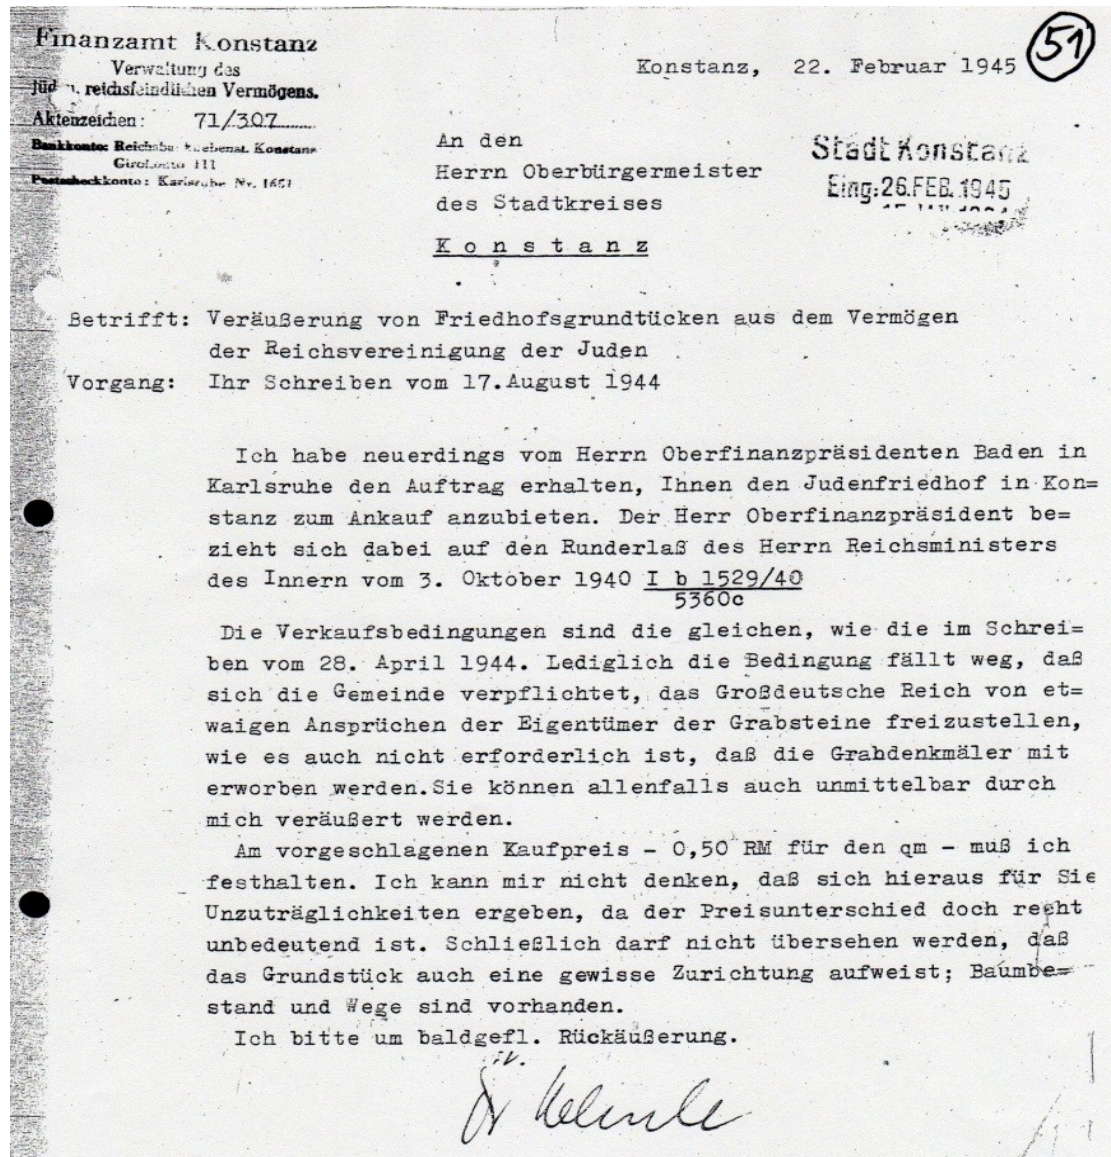 Finanzamt Konstanz
Verwaltung des
jüd. u. reichsfeindlichen Vermögens.
Aktenzeichen: 71/307
Bankkonto: Konstanz
Girokonto 111
Postscheckkonto: Karlsruhe Nr.
51
Konstanz, 22. Februar 1945
An den
Herrn Oberbürgermeister
des Stadtkreises
Konstanz
Stadt Konstanz
Eing: 26.FEB.1945
Betrifft: Veräußerung von Friedhofsgrundtücken aus dem Vermögen
der Reichsvereinigung der Juden
Vorgang: Ihr Schreiben vom 17.August 1944
Ich habe neuerdings vom Herrn Oberfinanzpräsidenten Baden in
Karlsruhe den Auftrag erhalten, Ihnen den Judenfriedhof in Kon=
stanz zum Ankauf anzubieten. Der Herr Oberfinanzpräsident be=
zieht sich dabei auf den Runderlaß des Herrn Reichsministers
des Innern vom 3. Oktober 1940 I b 1529/40
5360c
Die Verkaufsbedingungen sind die gleichen, wie die im Schrei=
ben vom 28. April 1944. Lediglich die Bedingung fällt weg, daß
sich die Gemeinde verpflichtet, das Großdeutsche Reich von et=
waigen Ansprüchen der Eigentümer der Grabsteine freizustellen,
wie es auch nicht erforderlich ist, daß die Grabdenkmäler mit
erworben werden.Sie können allenfalls auch unmittelbar durch
mich veräußert werden.
Am vorgeschlagenen Kaufpreis - 0,50 RM für den qm - muß ich
festhalten. Ich kann mir nicht denken, daß sich hieraus für Sie
Unzuträglichkeiten ergeben, da der Preisunterschied doch recht
unbedeutend ist. Schließlich darf nicht übersehen werden, daß
das Grundstück auch eine gewisse Zurichtung aufweist; Baumbe=
stand und Wege sind vorhanden.
Ich bitte um baldgefl. Rückäußerung.
Dr